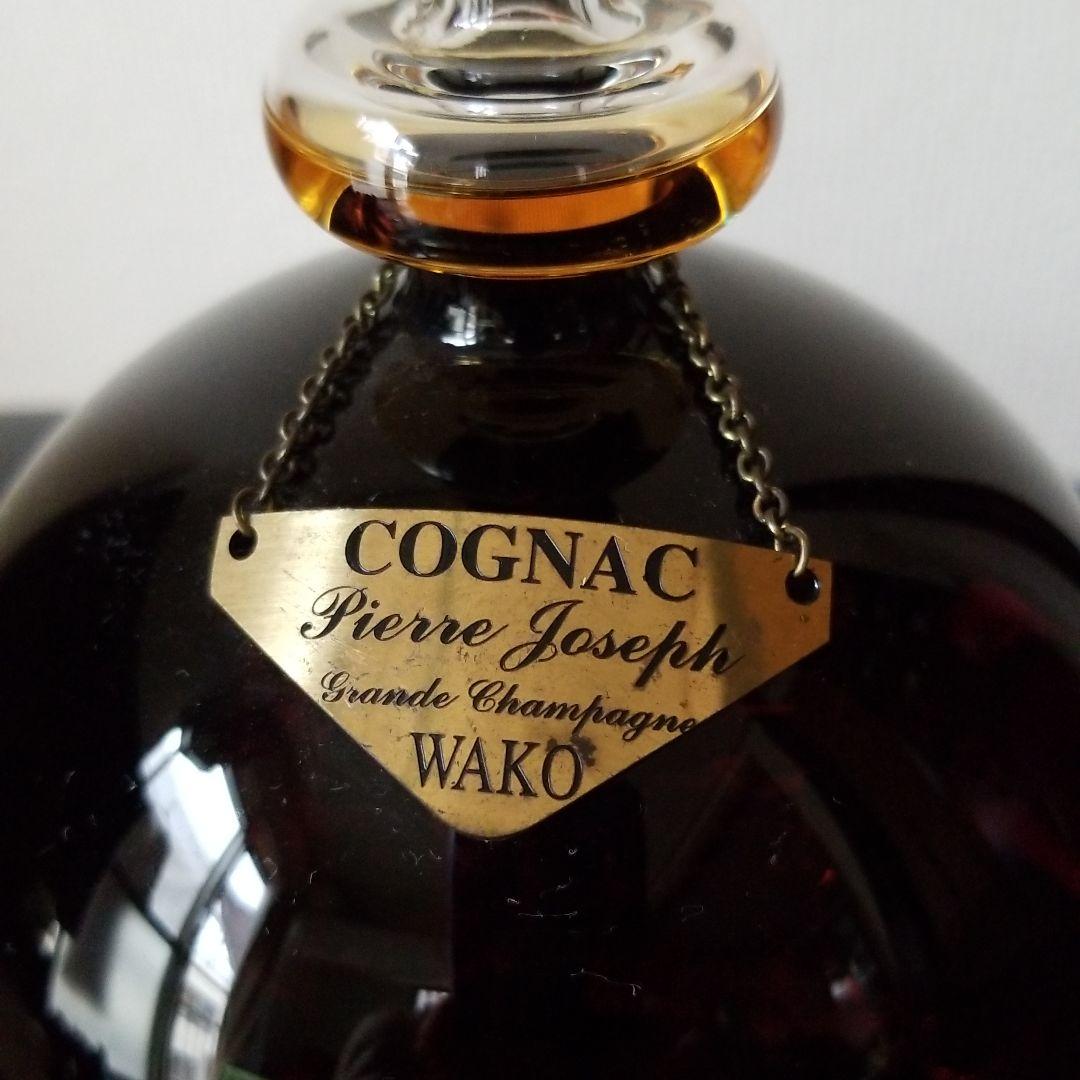 COGNAC
Pierre Joseph
Grande Champagne
WAKO